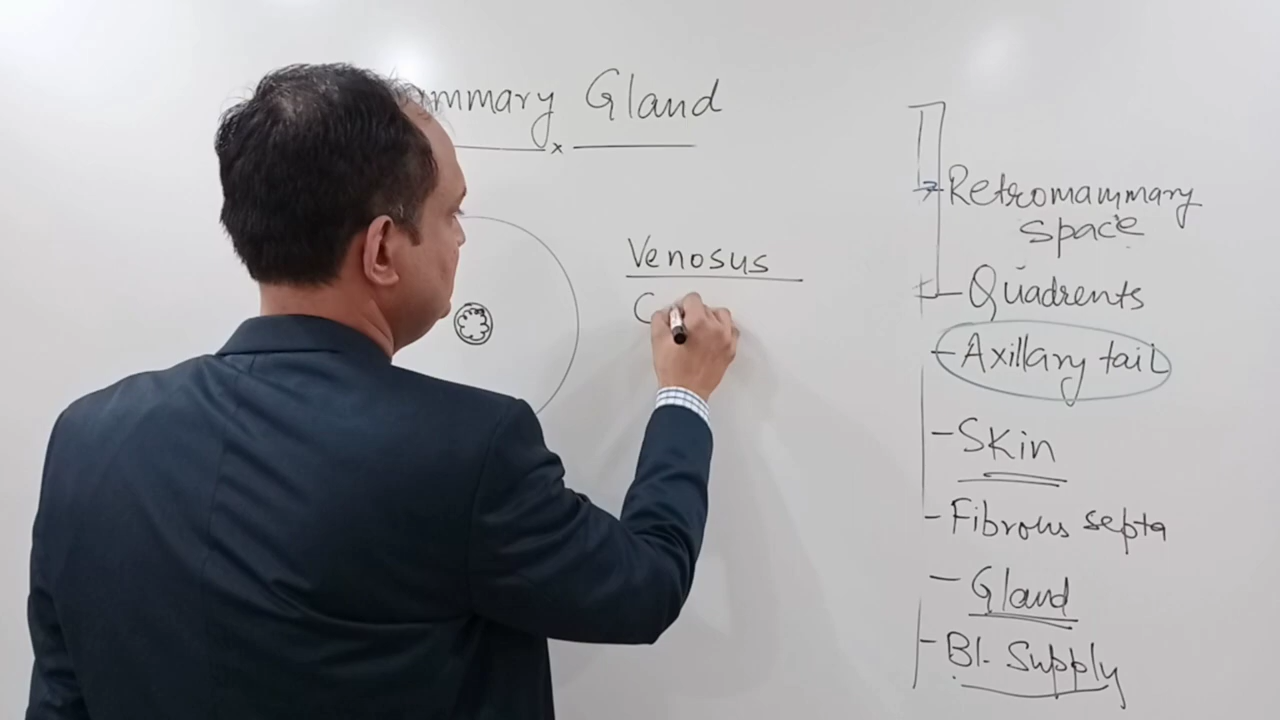 mmary Gland
Venosus
C
Retromammary
space
Quadrents
Axillary tail
Skin
Fibrous septa
Gland
Bl. Supply